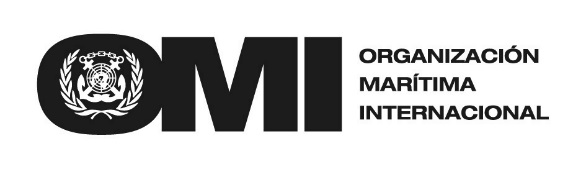 OMI
ORGANIZACIÓN
MARÍTIMA
INTERNACIONAL